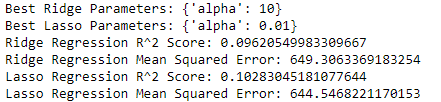 Best Ridge Parameters: {'alpha': 10}
Best Lasso Parameters: {'alpha': 0.01}
Ridge Regression R^2 Score: 0.09620549983309667
Ridge Regression Mean Squared Error: 649.3063369183254
Lasso Regression R^2 Score: 0.10283045181077644
Lasso Regression Mean Squared Error: 644.5468221170153